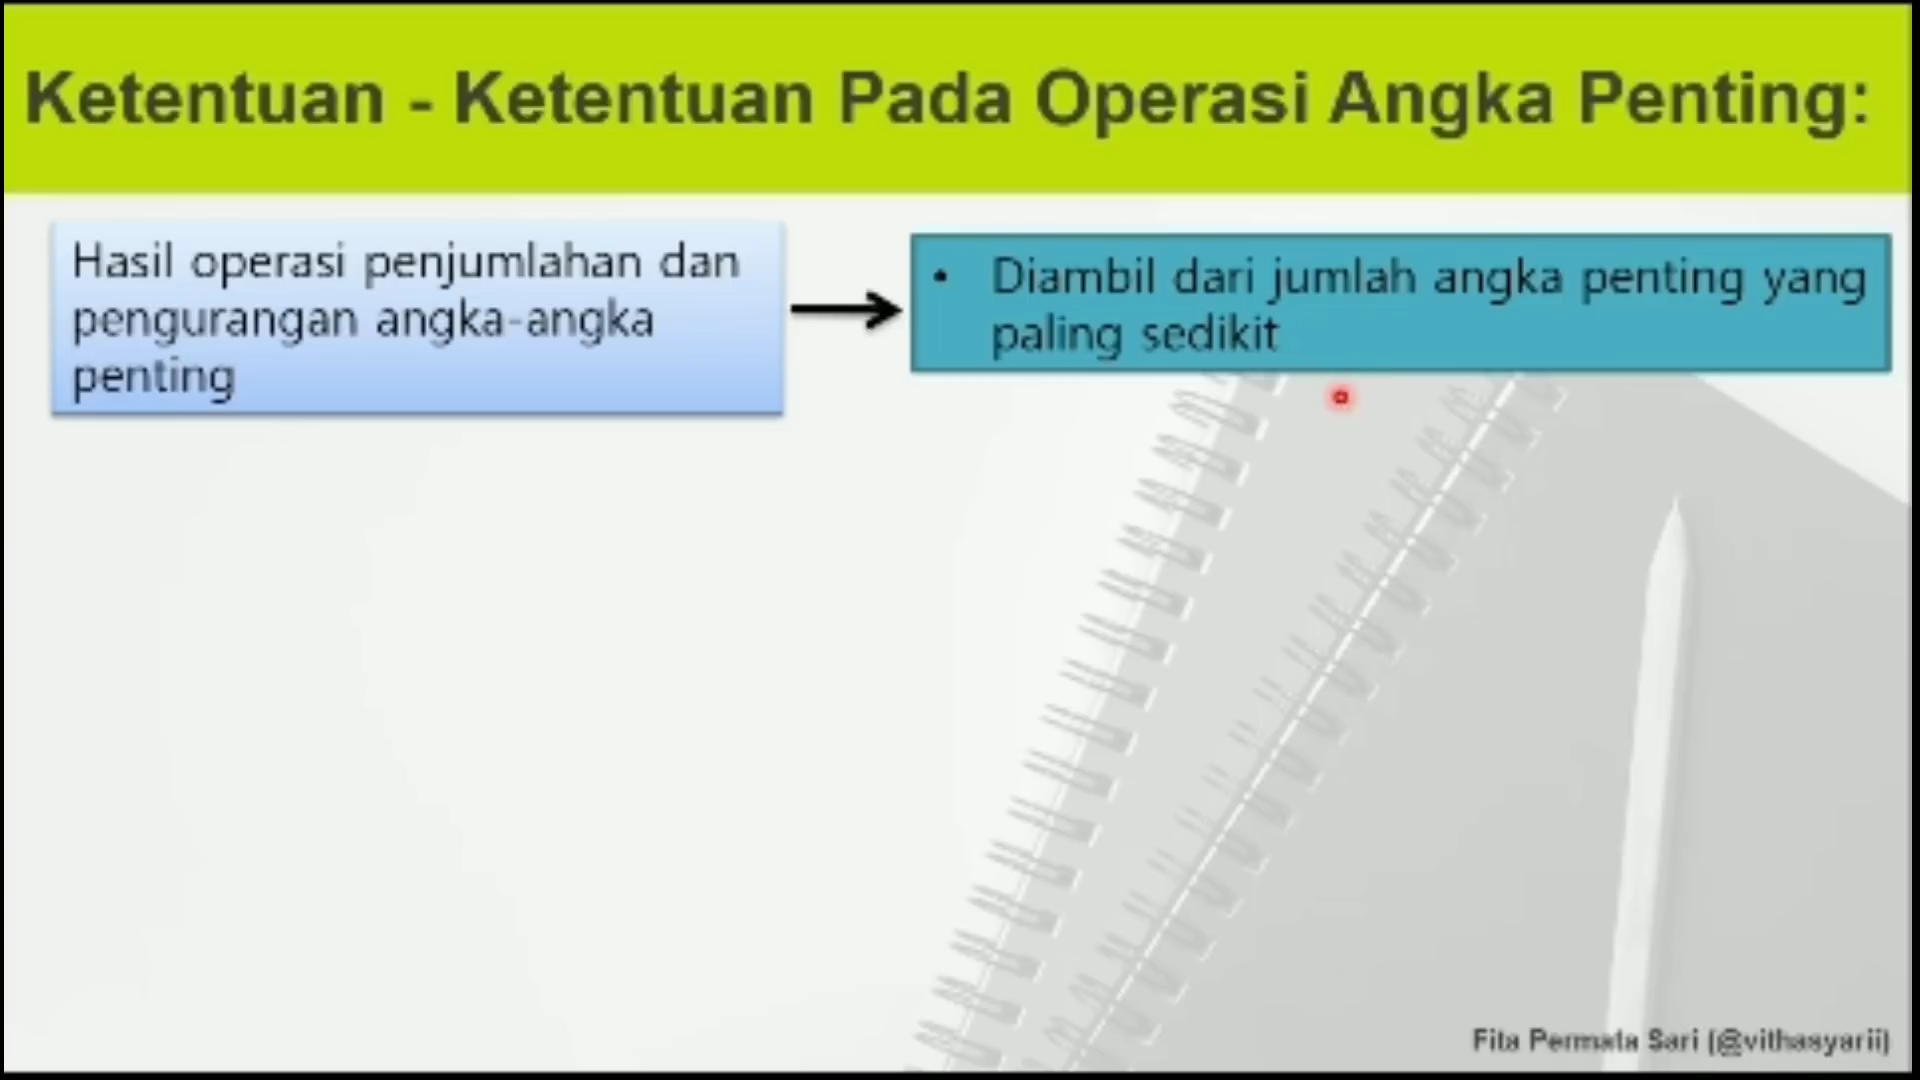 Ketentuan - Ketentuan Pada Operasi Angka Penting:
Hasil operasi penjumlahan dan
pengurangan angka-angka
penting
• Diambil dari jumlah angka penting yang
paling sedikit
Fita Permata Sari (@vithasyarii)